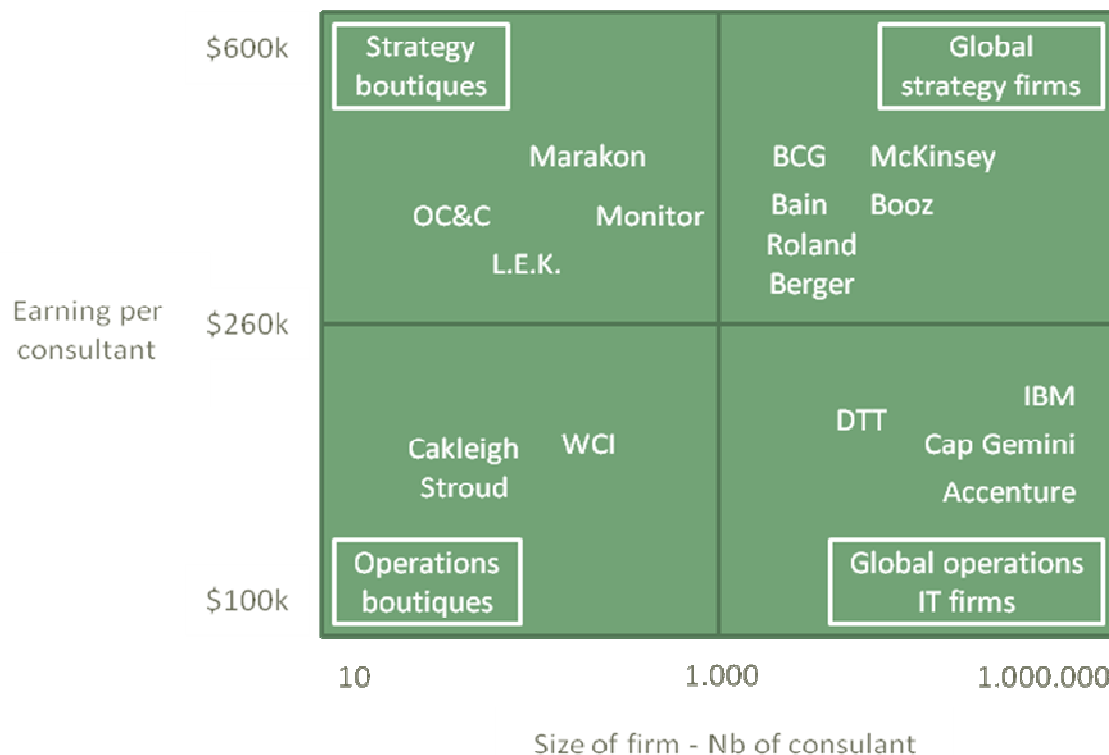 $600k
Strategy
boutiques
Global
strategy firms
Marakon
BCG
McKinsey
OC&C
Monitor
Bain
Booz
L.E.K.
Roland
Berger
Earning per
consultant
$260k
IBM
DTT
Cakleigh
Stroud
WCI
Cap Gemini
Accenture
Operations
boutiques
Global operations
IT firms
$100k
10
1.000
1.000.000
Size of firm - Nb of consulant